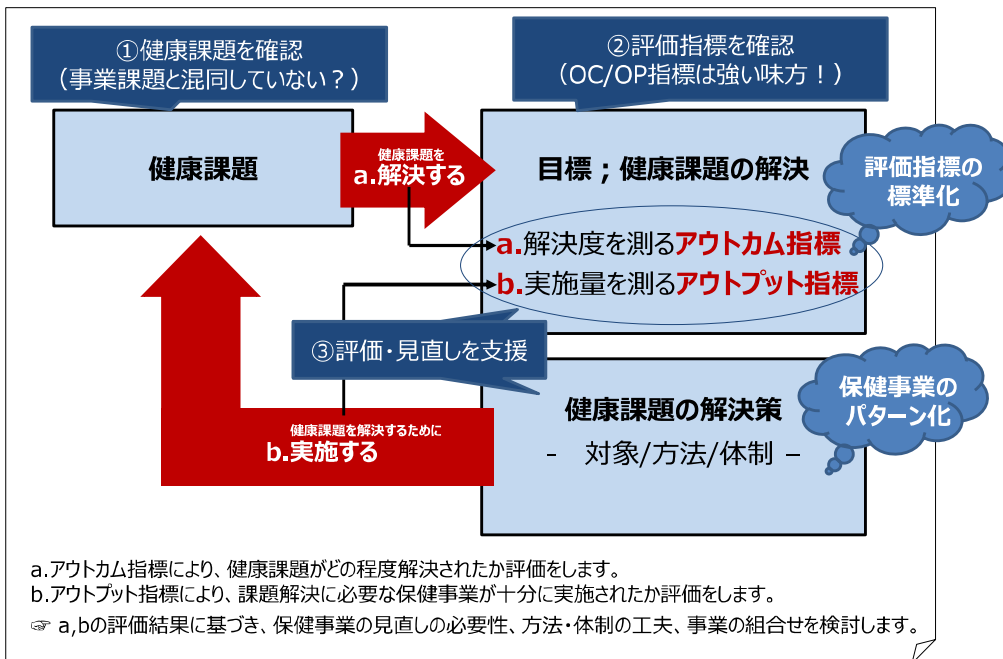 ①健康課題を確認
（事業課題と混同していない？）
②評価指標を確認
（OC/OP指標は強い味方！）
健康課題
健康課題を
a.解決する
目標；健康課題の解決
評価指標の
標準化
a.解決度を測るアウトカム指標
b.実施量を測るアウトプット指標
③評価・見直しを支援
健康課題の解決策
- 対象/方法/体制 –
保健事業の
パターン化
健康課題を解決するために
b.実施する
a.アウトカム指標により、健康課題がどの程度解決されたか評価をします。
b.アウトプット指標により、課題解決に必要な保健事業が十分に実施されたか評価をします。
☞ a,bの評価結果に基づき、保健事業の見直しの必要性、方法・体制の工夫、事業の組合せを検討します。